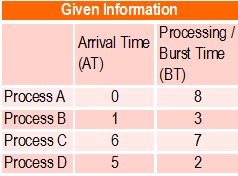 Given Information
Arrival Time Processing /
(AT) Burst Time
(BT)
Process A 0 8
Process B 1 3
Process C 6 7
Process D 5 2